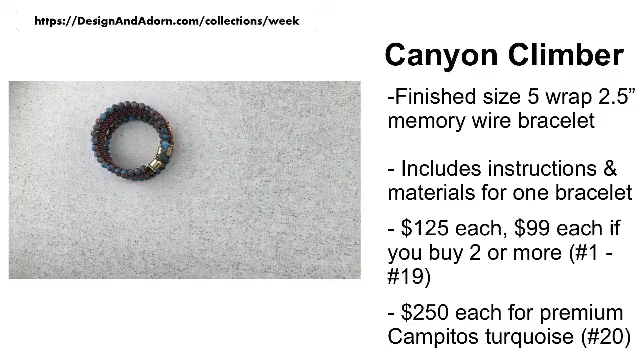 https://DesignAndAdorn.com/collections/week
Canyon Climber
-Finished size 5 wrap 2.5”
memory wire bracelet
- Includes instructions &
materials for one bracelet
- $125 each, $99 each if
you buy 2 or more (#1 -
#19)
- $250 each for premium
Campitos turquoise (#20)